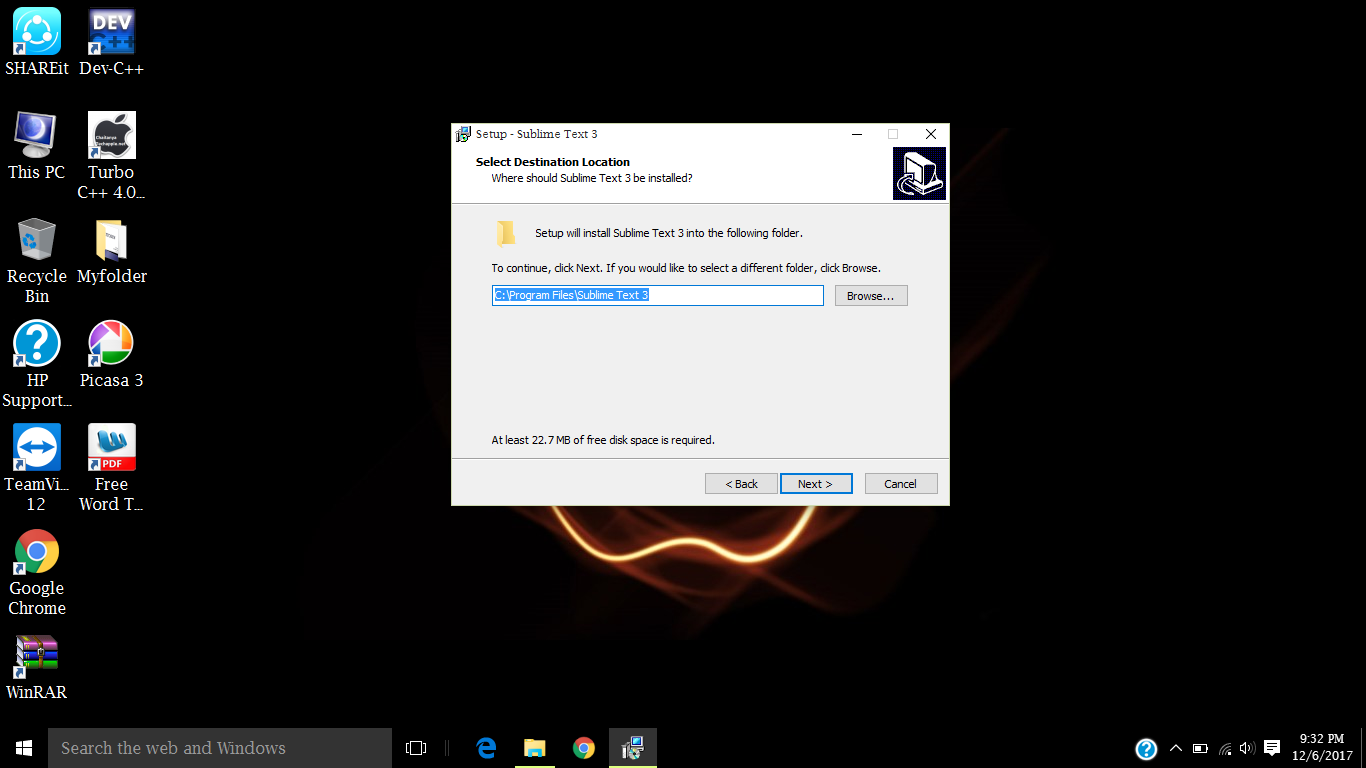 SHAREit
Dev-C++
This PC
Turbo
C++ 4.0...
Recycle
Bin
Myfolder
HP
Support...
Picasa 3
TeamVi...
12
Free
Word T...
Google
Chrome
WinRAR
DEV
C++
Chaitanya
Techapple.net
PDF
Setup - Sublime Text 3
Select Destination Location
Where should Sublime Text 3 be installed?
Setup will install Sublime Text 3 into the following folder.
To continue, click Next. If you would like to select a different folder, click Browse.
C:\Program Files\Sublime Text 3
Browse...
At least 22.7 MB of free disk space is required.
< Back
Next >
Cancel
Search the web and Windows
9:32 PM
12/6/2017